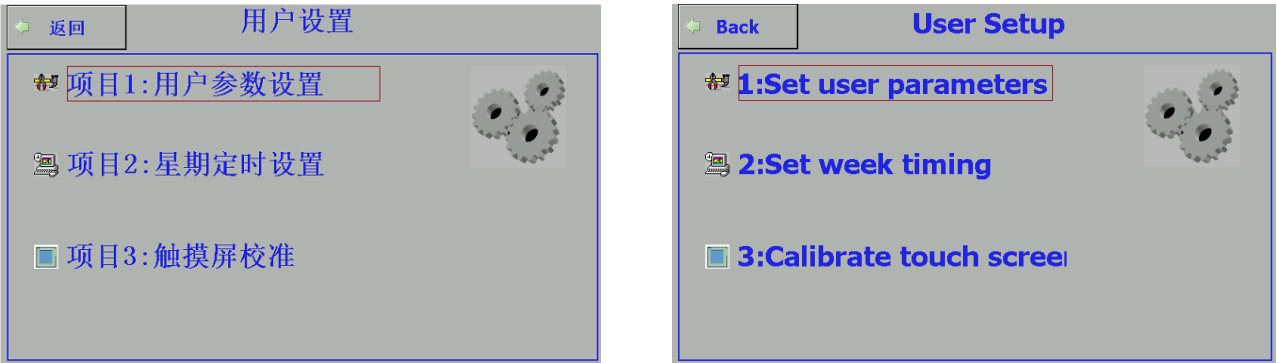 返回
用户设置
项目1:用户参数设置
项目2:星期定时设置
项目3:触摸屏校准
Back
User Setup
1:Set user parameters
2:Set week timing
3:Calibrate touch scree